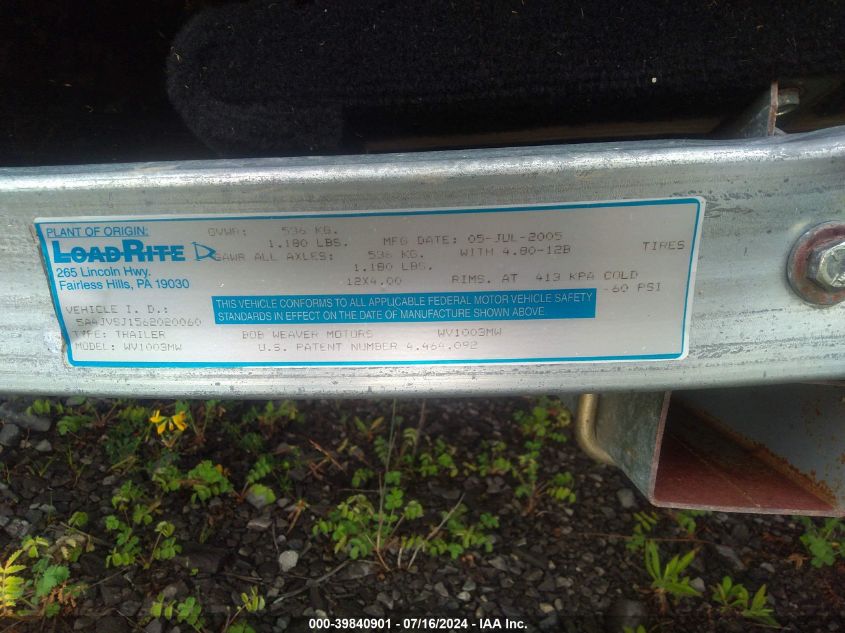 PLANT OF ORIGIN: GVWR: 536 KG.
1.180 LBS. MFG DATE: 05-JUL-2005
LOADRITE GAWR ALL AXLES: 536 KG. WITH 4.80-12B TIRES
265 Lincoln Hwy. 1.180 LBS.
Fairless Hills, PA 19030 12X4.00 RIMS. AT 413 KPA COLD
-60 PSI
THIS VEHICLE CONFORMS TO ALL APPLICABLE FEDERAL MOTOR VEHICLE SAFETY
STANDARDS IN EFFECT ON THE DATE OF MANUFACTURE SHOWN ABOVE.
VEHICLE I. D.:
5A4JVSJ1562020060
TYPE: TRAILER BOB WEAVER MOTORS WV1003MW
MODEL: WV1003MW U.S. PATENT NUMBER 4.464.092
000-39840901 - 07/16/2024 - IAA Inc.